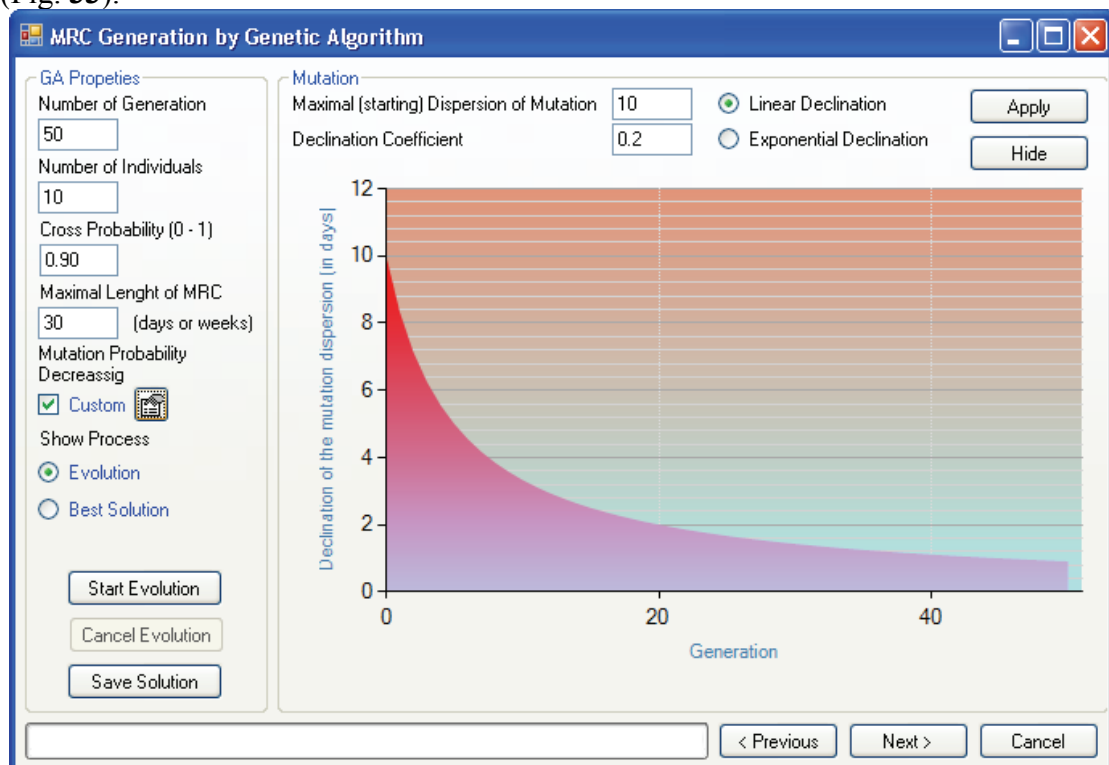 (Fig. 33).
MRC Generation by Genetic Algorithm
GA Propeties
Number of Generation
50
Number of Individuals
10
Cross Probability (0 - 1)
0.90
Maximal Lenght of MRC
30 (days or weeks)
Mutation Probability
Decreassig
Custom
Show Process
Evolution
Best Solution
Start Evolution
Cancel Evolution
Save Solution
Mutation
Maximal (starting) Dispersion of Mutation 10 Linear Declination Apply
Declination Coefficient 0.2 Exponential Declination
Hide
Declination of the mutation dispersion [in days]
12
10
8
6
4
2
0
0 20 40
Generation
< Previous Next > Cancel